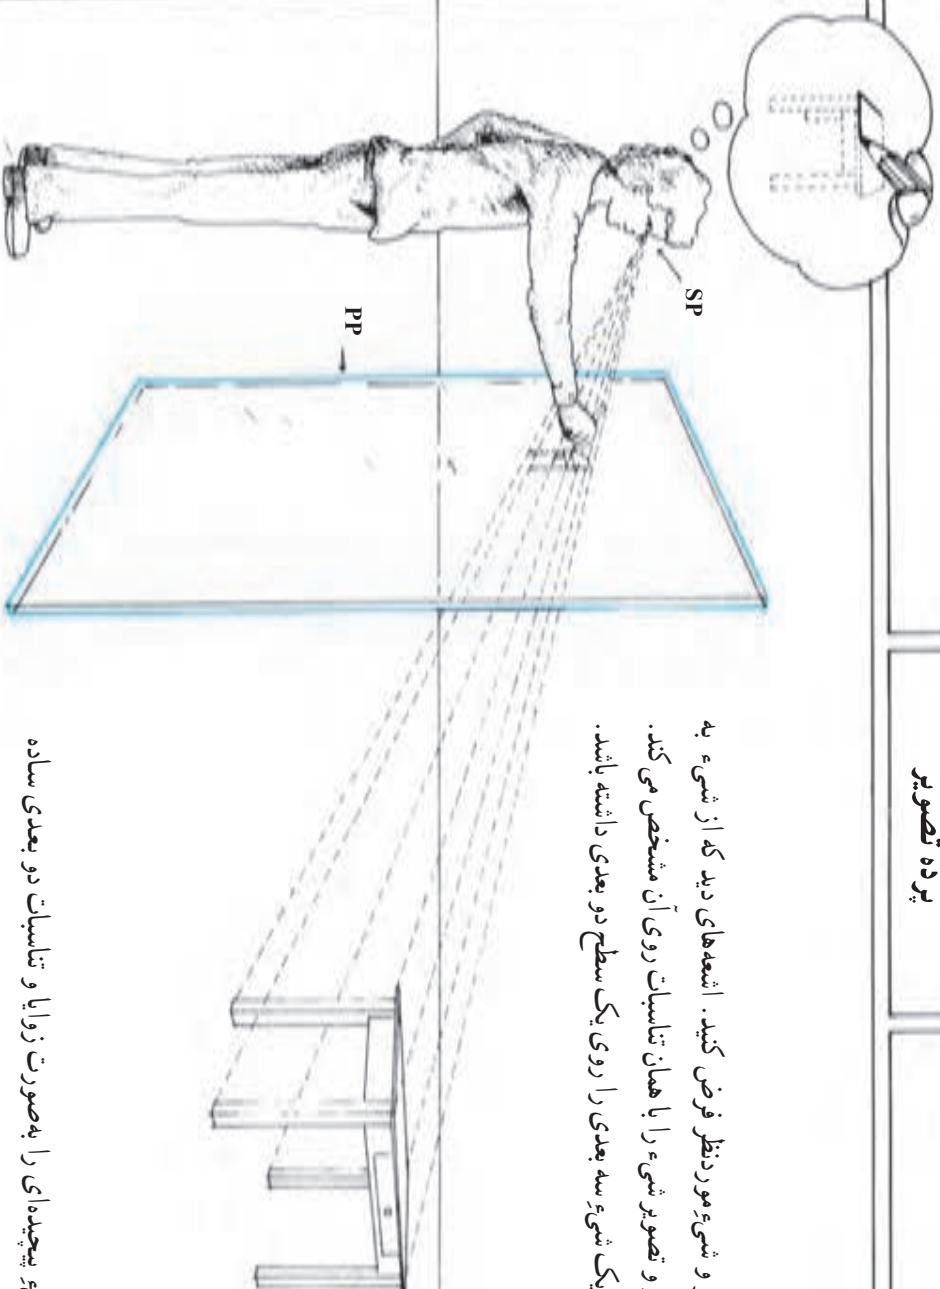 پرده تصویر
SP
PP
و شیءِ موردنظر فرض کنید. اشعه‌های دید که از شیء به
و تصویر شیء را با همان تناسبات روی آن مشخص می‌کند.
یک شیءِ سه بعدی را روی یک سطح دو بعدی داشته باشد.
پیچیده‌ای را به‌صورت زوایا و تناسبات دو بعدی ساده